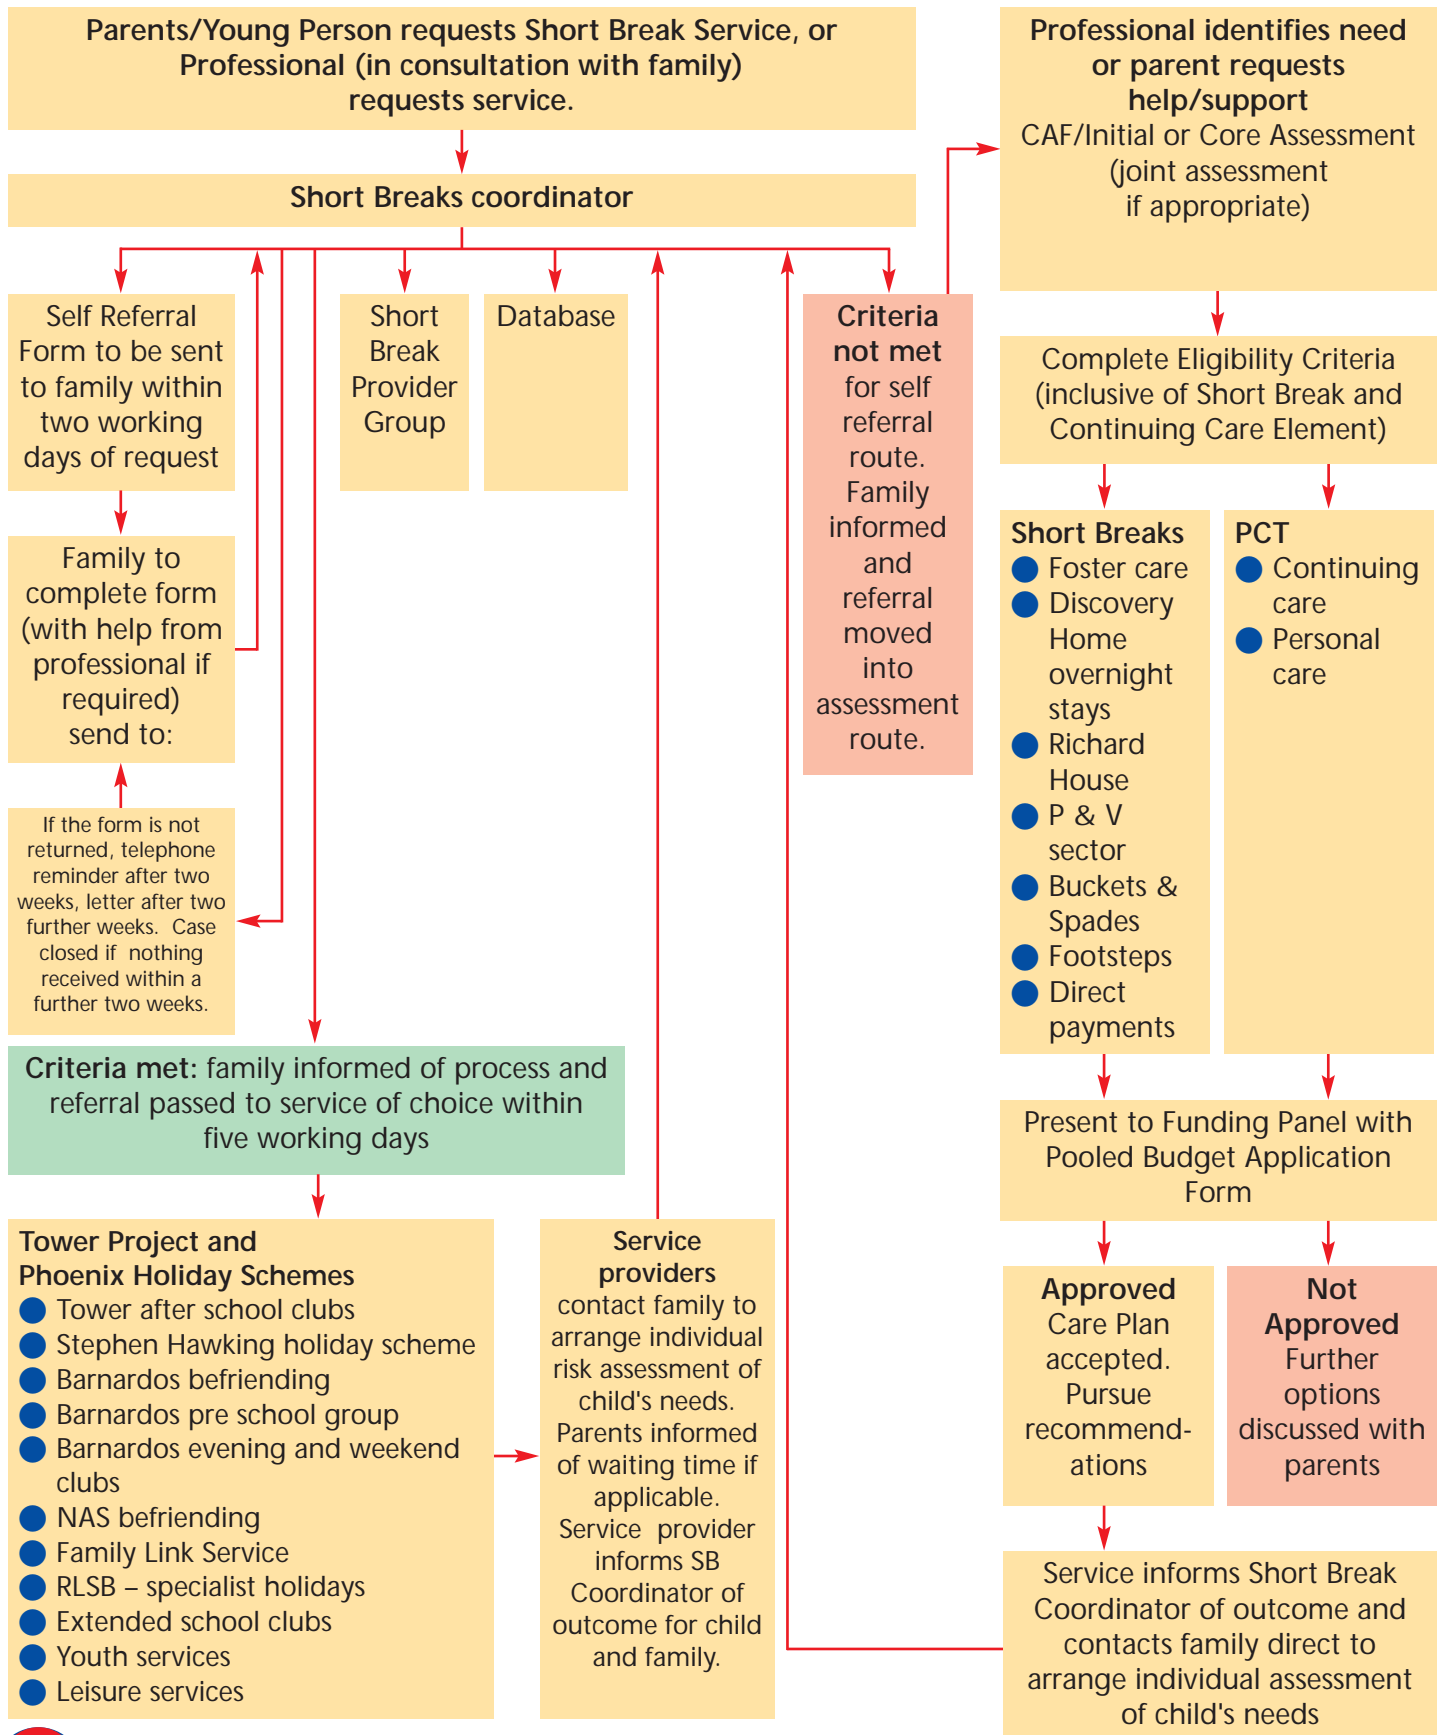 Parents/Young Person requests Short Break Service, or
Professional (in consultation with family)
requests service.
Short Breaks coordinator
Self Referral
Form to be sent
to family within
two working
days of request
Family to
complete form
(with help from
professional if
required)
send to:
If the form is not
returned, telephone
reminder after two
weeks, letter after two
further weeks. Case
closed if nothing
received within a
further two weeks.
Short
Break
Provider
Group
Database
Criteria
not met
for self
referral
route.
Family
informed
and
referral
moved
into
assessment
route.
Criteria met: family informed of process and
referral passed to service of choice within
five working days
Tower Project and
Phoenix Holiday Schemes
Tower after school clubs
Stephen Hawking holiday scheme
Barnardos befriending
Barnardos pre school group
Barnardos evening and weekend
clubs
NAS befriending
Family Link Service
RLSB – specialist holidays
Extended school clubs
Youth services
Leisure services
Service
providers
contact family to
arrange individual
risk assessment of
child's needs.
Parents informed
of waiting time if
applicable.
Service provider
informs SB
Coordinator of
outcome for child
and family.
Professional identifies need
or parent requests
help/support
CAF/Initial or Core Assessment
(joint assessment
if appropriate)
Complete Eligibility Criteria
(inclusive of Short Break and
Continuing Care Element)
Short Breaks
Foster care
Discovery
Home
overnight
stays
Richard
House
P & V
sector
Buckets &
Spades
Footsteps
Direct
payments
PCT
Continuing
care
Personal
care
Present to Funding Panel with
Pooled Budget Application
Form
Approved
Care Plan
accepted.
Pursue
recommend-
ations
Not
Approved
Further
options
discussed with
parents
Service informs Short Break
Coordinator of outcome and
contacts family direct to
arrange individual assessment
of child's needs